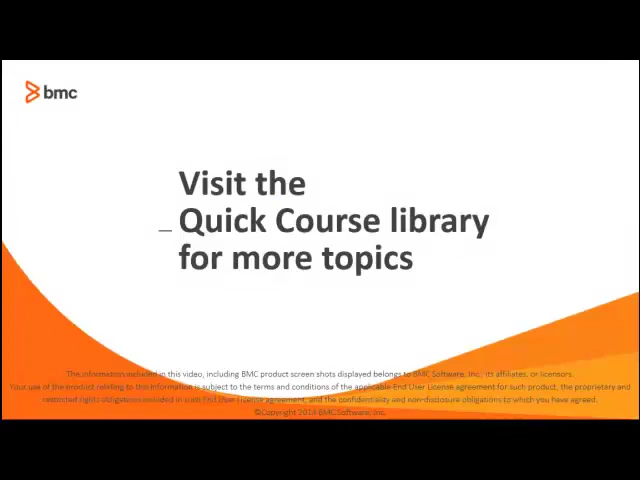 bmc
Visit the
Quick Course library
for more topics
The information included in this video, including BMC product screen shots displayed belongs to BMC Software, Inc., its affiliates, or licensors.
Your use of the product relating to this information is subject to the terms and conditions of the applicable End User License agreement for such product, the proprietary and
restricted rights obligations included in such End User License agreement, and the confidentiality and non-disclosure obligations to which you have agreed.
©Copyright 2014 BMC Software, Inc.